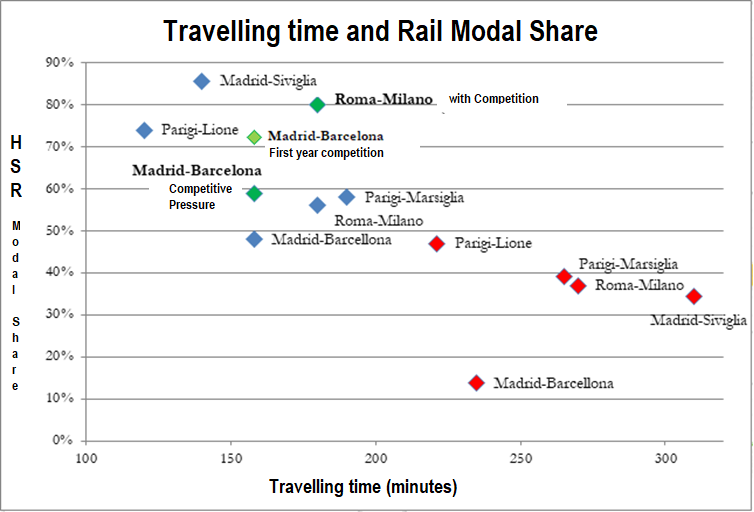 Travelling time and Rail Modal Share
90%
Madrid-Siviglia
80%
Roma-Milano with Competition
Parigi-Lione
70%
Madrid-Barcelona
First year competition
Madrid-Barcelona
60%
Competitive
Pressure
Parigi-Marsiglia
Roma-Milano
50%
Madrid-Barcellona
Parigi-Lione
40%
Parigi-Marsiglia
Roma-Milano
30%
Madrid-Siviglia
20%
10%
Madrid-Barcellona
0%
HSR Modal Share
100 150 200 250 300
Travelling time (minutes)